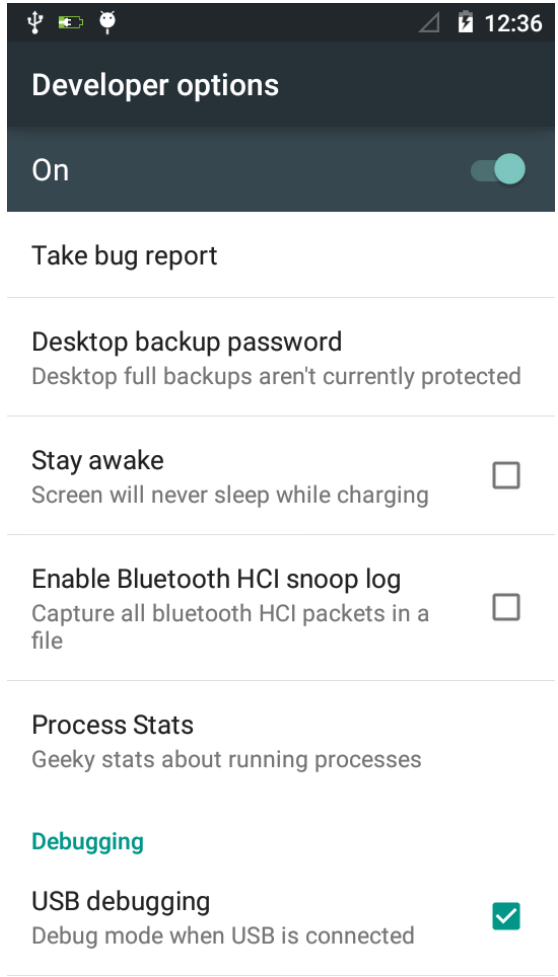 12:36
Developer options
On
Take bug report
Desktop backup password
Desktop full backups aren't currently protected
Stay awake
Screen will never sleep while charging
Enable Bluetooth HCI snoop log
Capture all bluetooth HCI packets in a
file
Process Stats
Geeky stats about running processes
Debugging
USB debugging
Debug mode when USB is connected